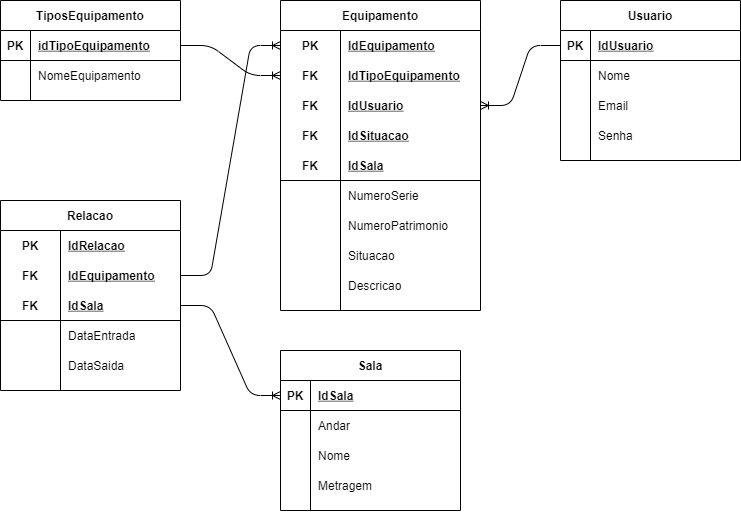 TiposEquipamento
PK idTipoEquipamento
NomeEquipamento
Equipamento
PK IdEquipamento
FK IdTipoEquipamento
FK IdUsuario
FK IdSituacao
FK IdSala
NumeroSerie
NumeroPatrimonio
Situacao
Descricao
Usuario
PK IdUsuario
Nome
Email
Senha
Relacao
PK IdRelacao
FK IdEquipamento
FK IdSala
DataEntrada
DataSaida
Sala
PK IdSala
Andar
Nome
Metragem